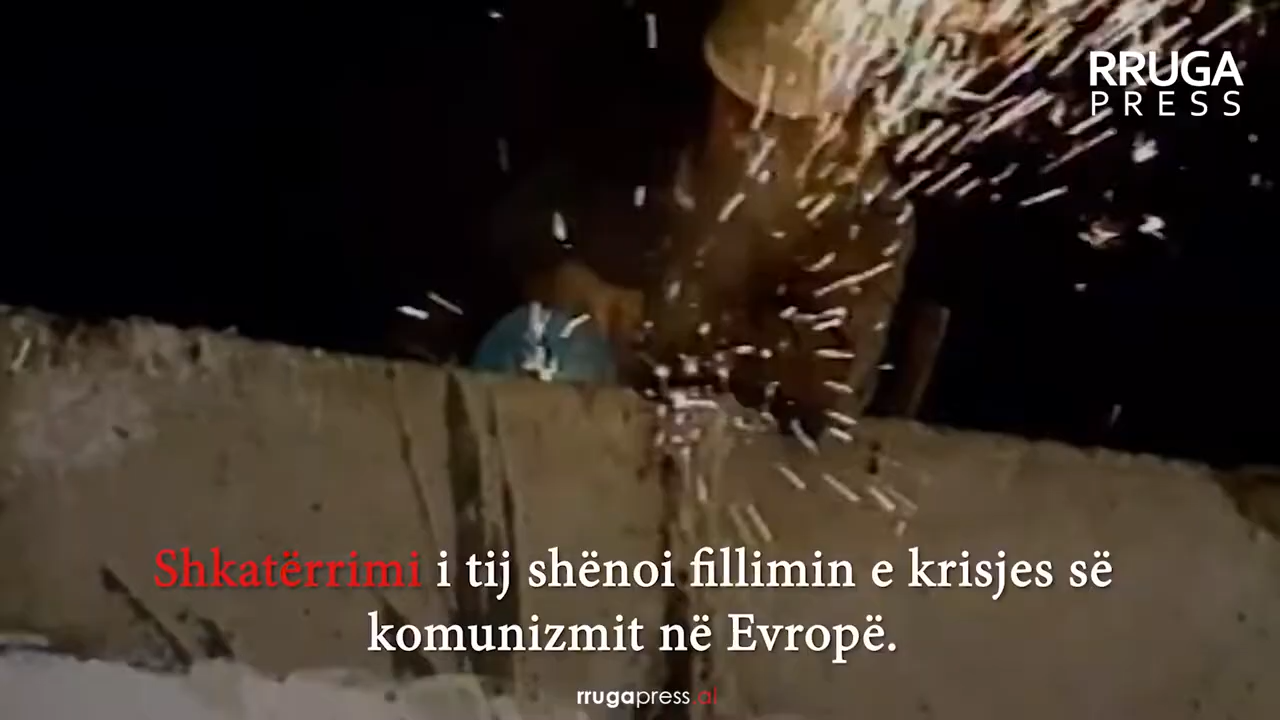 RRUGA
PRESS
Shkatërrimi i tij shënoi fillimin e krisjes së
komunizmit në Evropë.
rrugapress.al